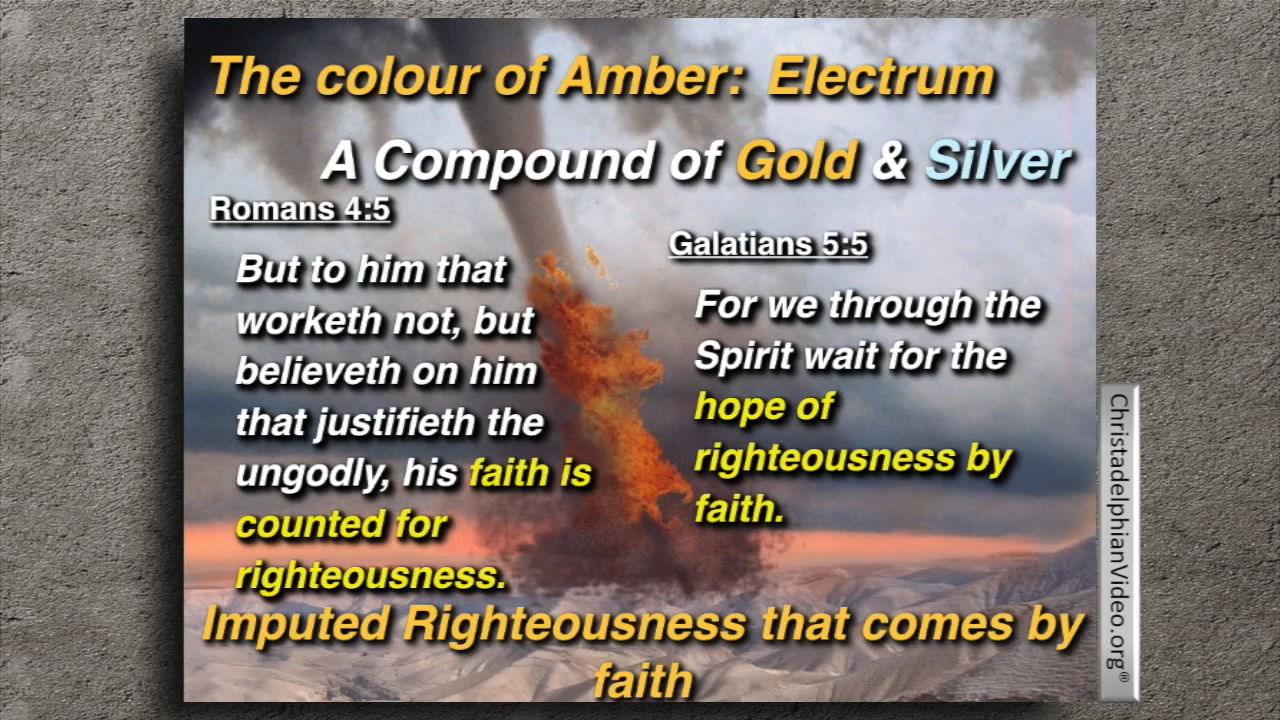 The colour of Amber: Electrum
A Compound of Gold & Silver
Romans 4:5
But to him that
worketh not, but
believeth on him
that justifieth the
ungodly, his faith is
counted for
righteousness.
Galatians 5:5
For we through the
Spirit wait for the
hope of
righteousness by
faith.
Imputed Righteousness that comes by
faith
ChristadelphianVideo.org®